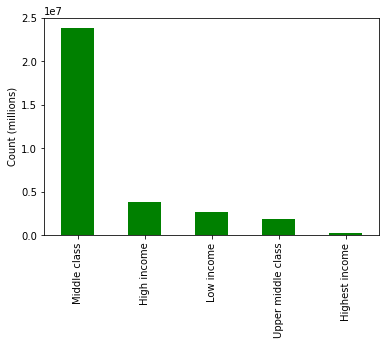 1e7
2.5
2.0
1.5
1.0
0.5
0.0
Count (millions)
Middle class
High income
Low income
Upper middle class
Highest income